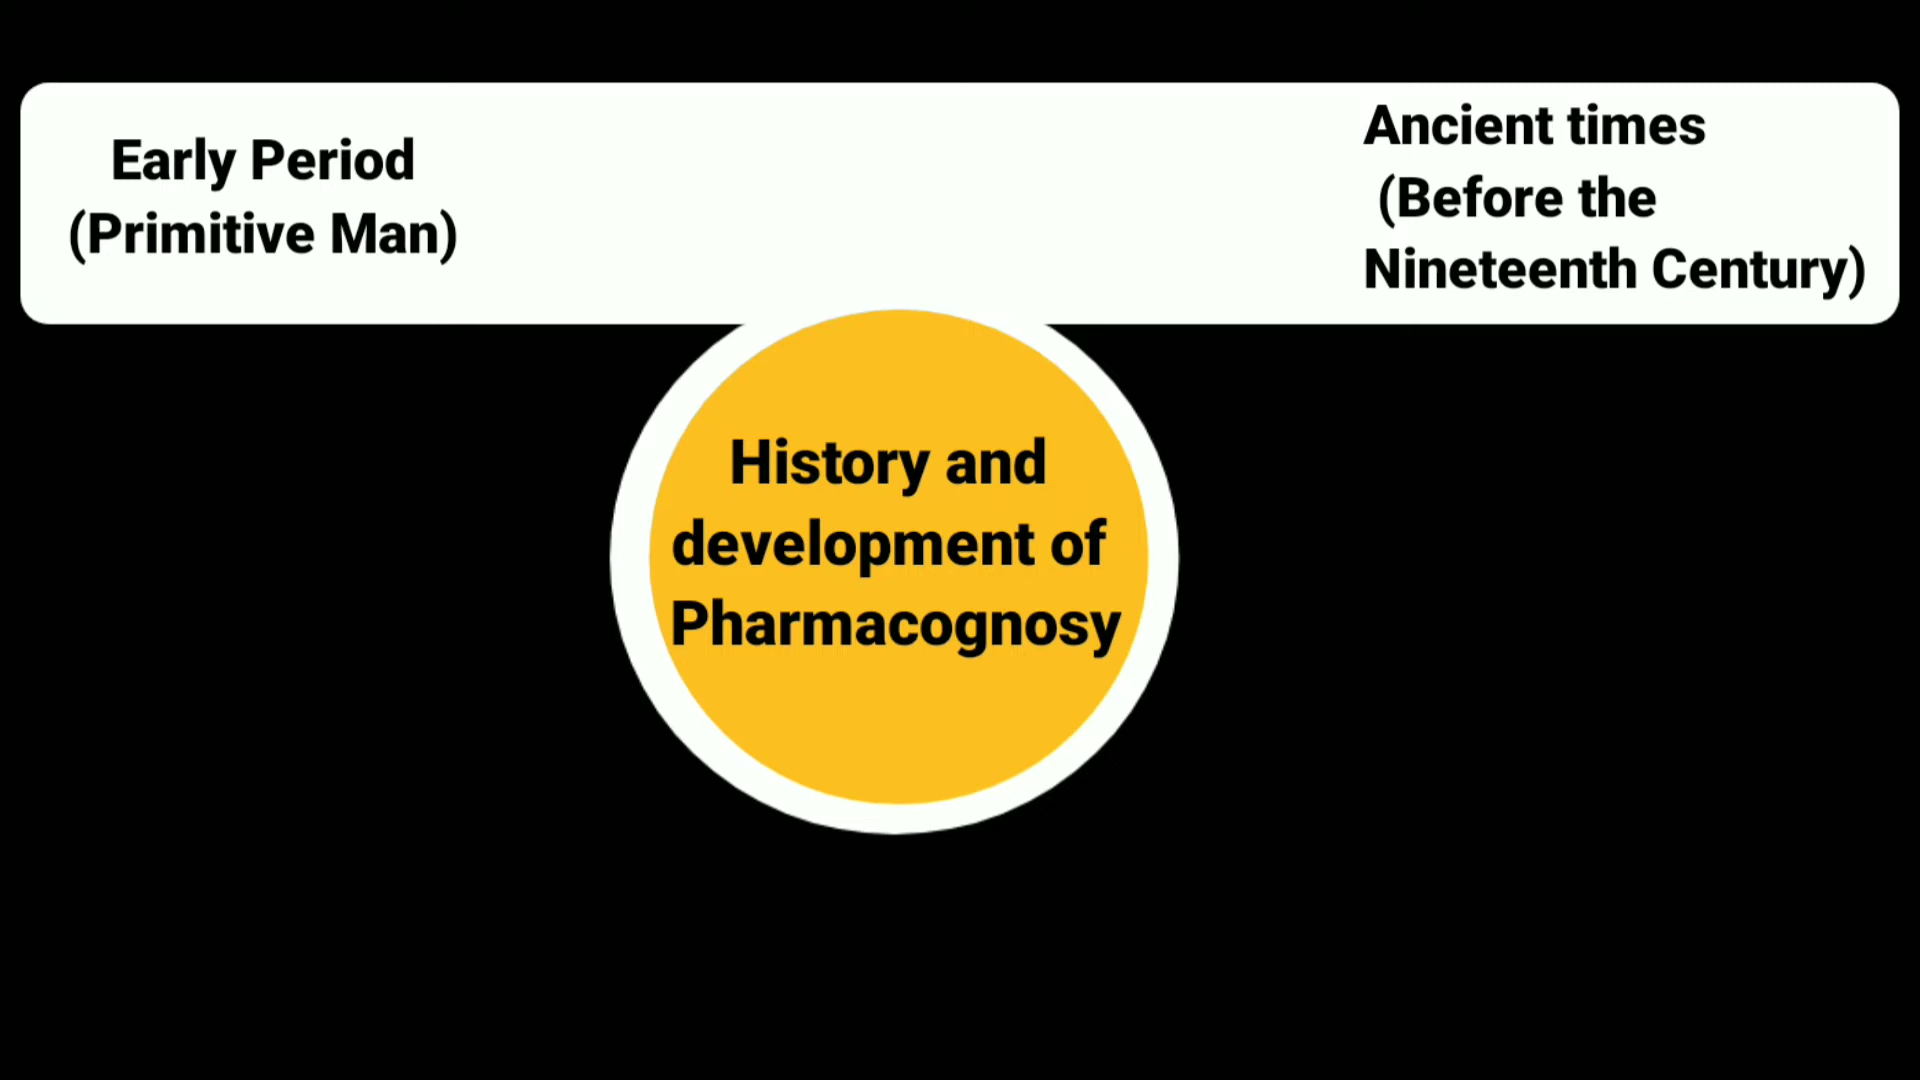 Early Period
(Primitive Man)
Ancient times
(Before the
Nineteenth Century)
History and
development of
Pharmacognosy